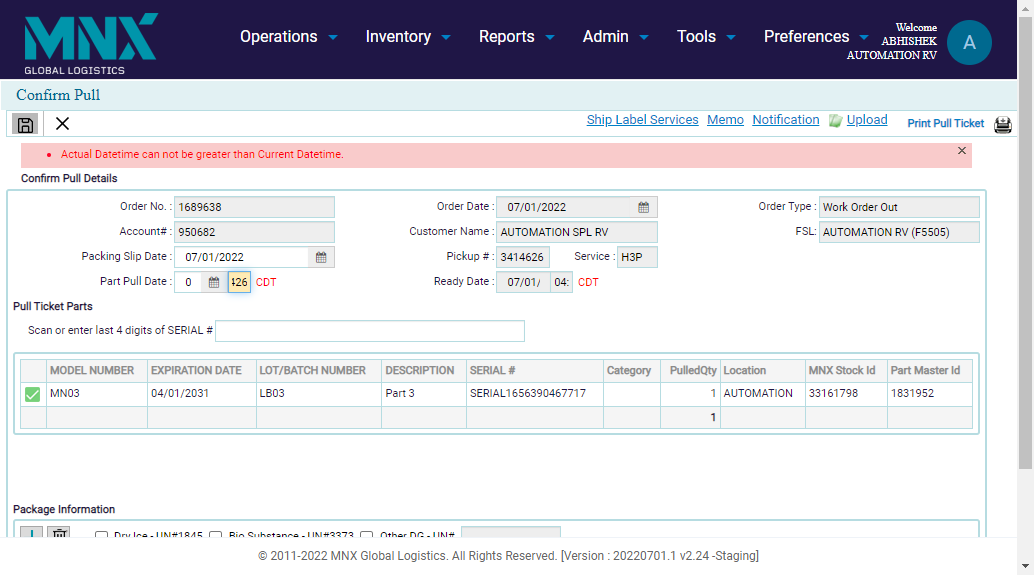 MNX
GLOBAL LOGISTICS
Operations Inventory Reports Admin Tools Preferences
Welcome
ABHISHEK
AUTOMATION RV
A
Confirm Pull
Ship Label Services Memo Notification Upload Print Pull Ticket
Actual Datetime can not be greater than Current Datetime.
Confirm Pull Details
Order No. : 1689638 Order Date : 07/01/2022 Order Type : Work Order Out
Account# : 950682 Customer Name : AUTOMATION SPL RV FSL: AUTOMATION RV (F5505)
Packing Slip Date : 07/01/2022 Pickup # : 3414626 Service : H3P
Part Pull Date : 0 :26 CDT Ready Date : 07/01/ 04: CDT
Pull Ticket Parts
Scan or enter last 4 digits of SERIAL #
MODEL NUMBER EXPIRATION DATE LOT/BATCH NUMBER DESCRIPTION SERIAL # Category PulledQty Location MNX Stock Id Part Master Id
MN03 04/01/2031 LB03 Part 3 SERIAL1656390467717 1 AUTOMATION 33161798 1831952
1
Package Information
Dry Ice - UN#1845 Bio Substance - UN#3373 Other DG - UN#
© 2011-2022 MNX Global Logistics. All Rights Reserved. [Version : 20220701.1 v2.24 -Staging]